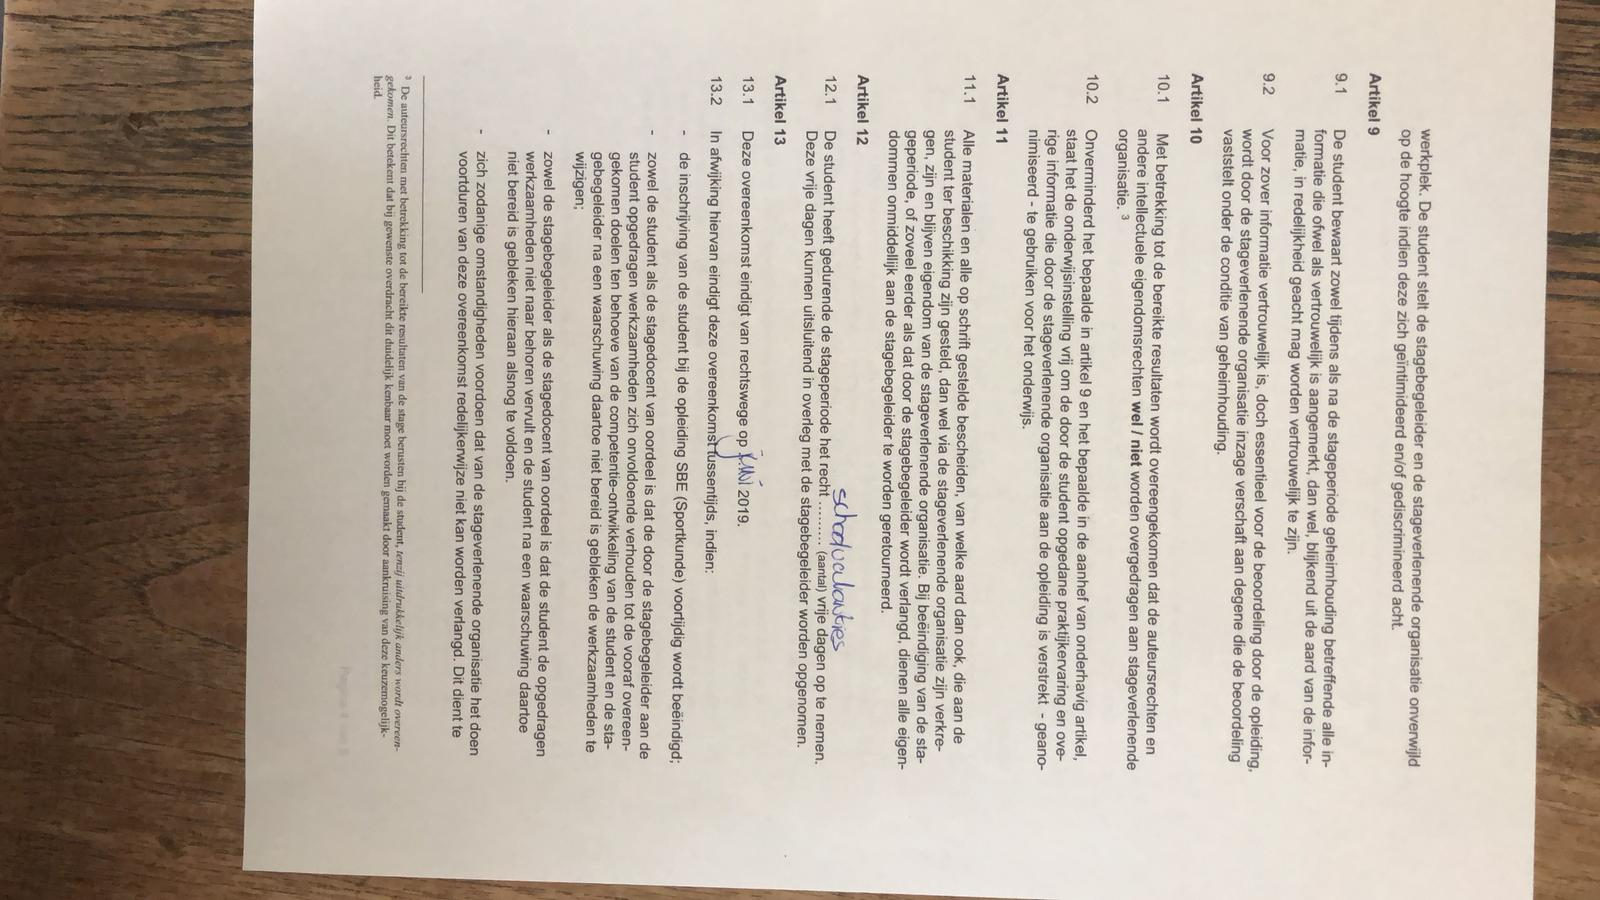 werkplek. De student stelt de stagebegeleider en de stageverlenende organisatie onverwijld
op de hoogte indien deze zich geïntimideerd en/of gediscrimineerd acht.
Artikel 9
9.1 De student bewaart zowel tijdens als na de stageperiode geheimhouding betreffende alle in-
formatie die ofwel als vertrouwelijk is aangemerkt, dan wel, blijkend uit de aard van de infor-
matie, in redelijkheid geacht mag worden vertrouwelijk te zijn.
9.2 Voor zover informatie vertrouwelijk is, doch essentieel voor de beoordeling door de opleiding,
wordt door de stageverlenende organisatie inzage verschaft aan degene die de beoordeling
vaststelt onder de conditie van geheimhouding.
Artikel 10
10.1 Met betrekking tot de bereikte resultaten wordt overeengekomen dat de auteursrechten en
andere intellectuele eigendomsrechten wel / niet worden overgedragen aan stageverlenende
organisatie. 3
10.2 Onverminderd het bepaalde in artikel 9 en het bepaalde in de aanhef van onderhavig artikel,
staat het de onderwijsinstelling vrij om de door de student opgedane praktijkervaring en ove-
rige informatie die door de stageverlenende organisatie aan de opleiding is verstrekt - geano-
nimiseerd - te gebruiken voor het onderwijs.
Artikel 11
11.1 Alle materialen en alle op schrift gestelde bescheiden, van welke aard dan ook, die aan de
student ter beschikking zijn gesteld, dan wel via de stageverlenende organisatie zijn verkre-
gen, zijn en blijven eigendom van de stageverlenende organisatie. Bij beëindiging van de sta-
geperiode, of zoveel eerder als dat door de stagebegeleider wordt verlangd, dienen alle eigen-
dommen onmiddellijk aan de stagebegeleider te worden geretourneerd.
Artikel 12
schoolvakanties
12.1 De student heeft gedurende de stageperiode het recht ......... (aantal) vrije dagen op te nemen.
Deze vrije dagen kunnen uitsluitend in overleg met de stagebegeleider worden opgenomen.
Artikel 13
13.1 Deze overeenkomst eindigt van rechtswege op juni 2019.
13.2 In afwijking hiervan eindigt deze overeenkomst tussentijds, indien:
- de inschrijving van de student bij de opleiding SBE (Sportkunde) voortijdig wordt beëindigd;
- zowel de student als de stagedocent van oordeel is dat de door de stagebegeleider aan de
student opgedragen werkzaamheden zich onvoldoende verhouden tot de vooraf overeen-
gekomen doelen ten behoeve van de competentie-ontwikkeling van de student en de sta-
gebegeleider na een waarschuwing daartoe niet bereid is gebleken de werkzaamheden te
wijzigen;
- zowel de stagebegeleider als de stagedocent van oordeel is dat de student de opgedragen
werkzaamheden niet naar behoren vervult en de student na een waarschuwing daartoe
niet bereid is gebleken hieraan alsnog te voldoen.
- zich zodanige omstandigheden voordoen dat van de stageverlenende organisatie het doen
voortduren van deze overeenkomst redelijkerwijze niet kan worden verlangd. Dit dient te
3 De auteursrechten met betrekking tot de bereikte resultaten van de stage berusten bij de student, tenzij uitdrukkelijk anders wordt overeen-
gekomen. Dit betekent dat bij gewenste overdracht dit duidelijk kenbaar moet worden gemaakt door aankruising van deze keuzemogelijk-
heid.
Pagina 4 van